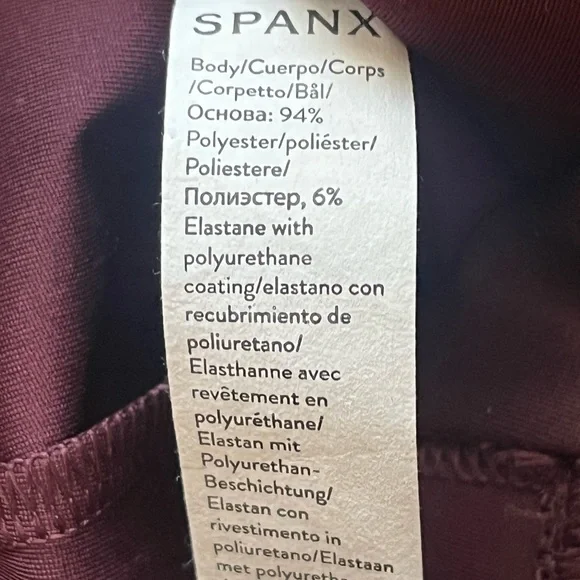 SPANX
Body/Cuerpo/Corps
/Corpetto/Bål/
Основа: 94%
Polyester/poliéster/
Poliestere/
Полиэстер, 6%
Elastane with
polyurethane
coating/elastano con
recubrimiento de
poliuretano/
Elasthanne avec
revêtement en
polyuréthane/
Elastan mit
Polyurethan-
Beschichtung/
Elastan con
rivestimento in
poliuretano/Elastaan
met